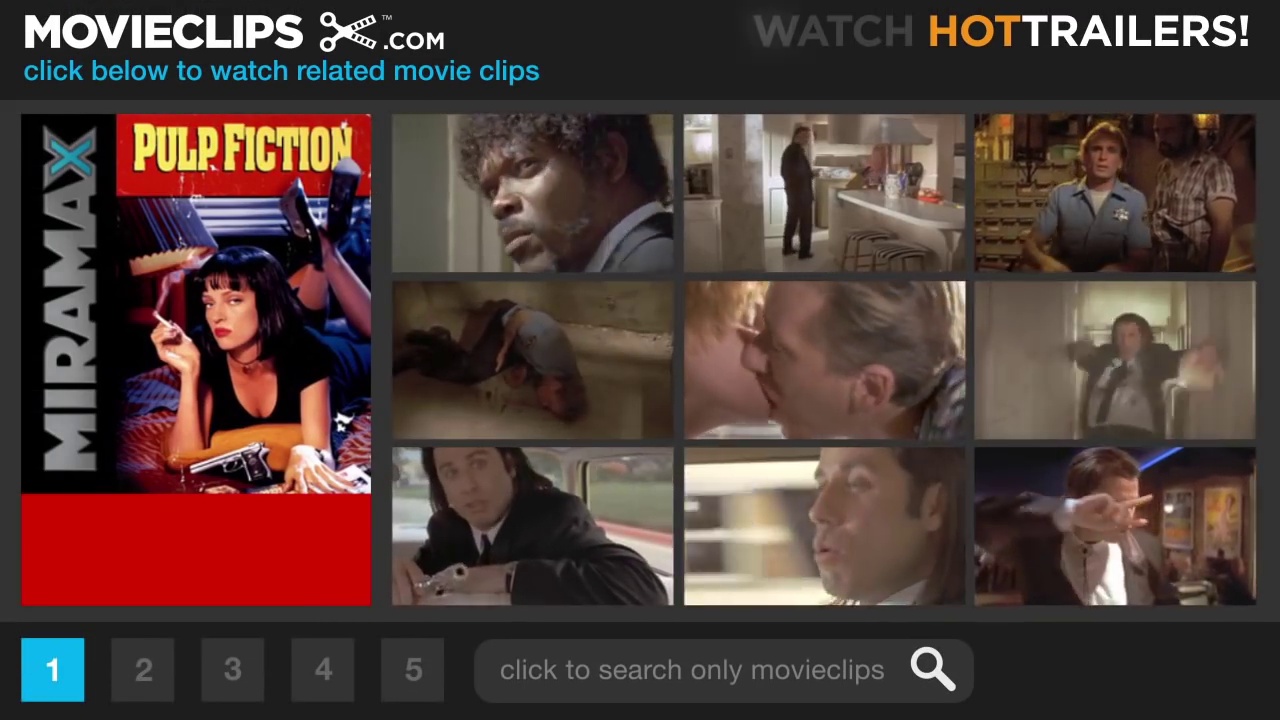 MOVIECLIPS ™ .COM
click below to watch related movie clips
WATCH HOTTRAILERS!
MIRAMAX
PULP FICTION
1 2 3 4 5
click to search only movieclips